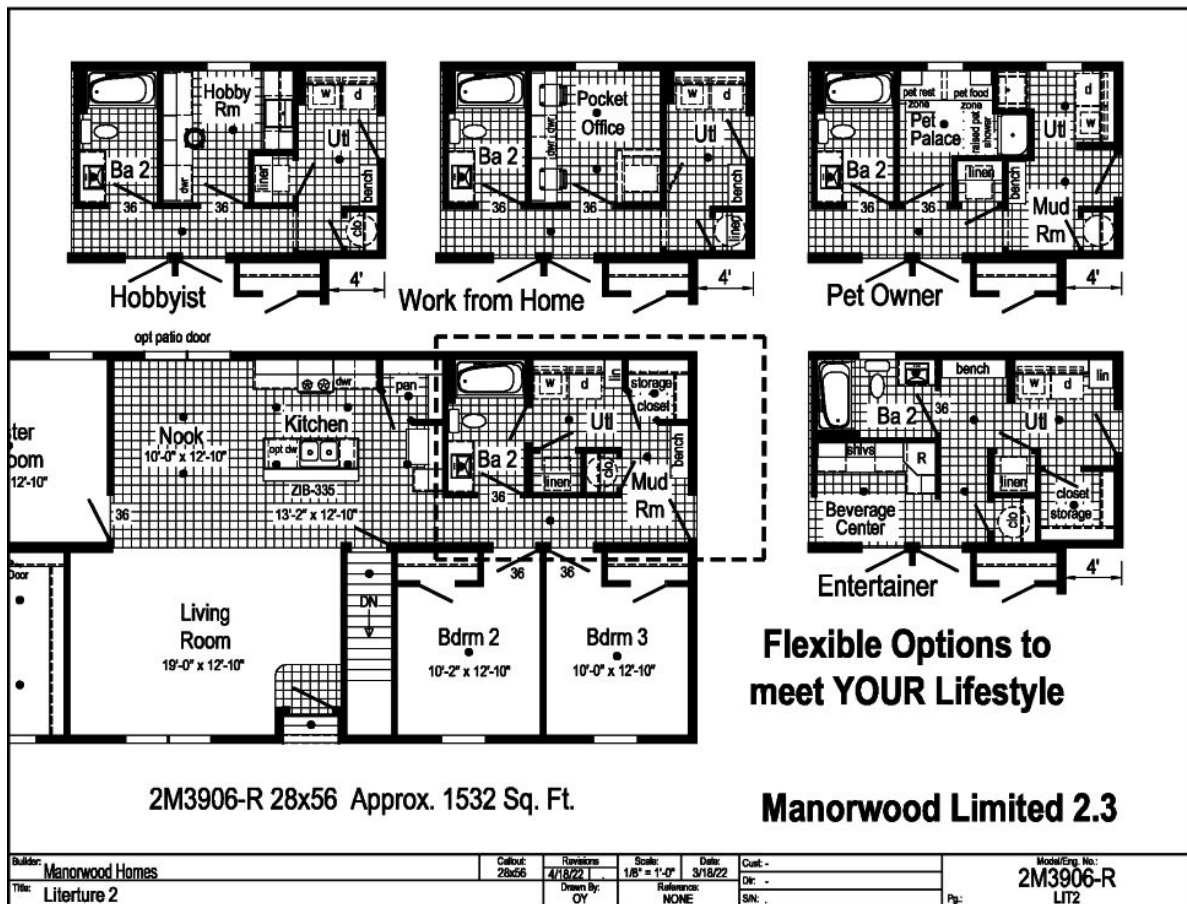 Hobby
Rm
w
d
Utl
Ba 2
linen
bench
dwr
36
36
clo
4'
Hobbyist
Pocket
Office
w
d
dwr
dwr
Utl
Ba 2
bench
36
36
linen
4'
Work from Home
pet rest
zone
pet food
zone
d
w
Pet
Palace
raised pet
shower
Utl
Ba 2
linen
bench
36
36
Mud
Rm
4'
Pet Owner
opt patio door
dwr
pan
w
d
lin
storage
closet
Kitchen
Nook
10'-0" x 12'-10"
opt dw
Utl
Ba 2
bench
linen
clo
Mud
Rm
ZIB-335
13'-2" x 12'-10"
36
36
ster
oom
12'-10"
36
36
Door
DN
Living
Room
19'-0" x 12'-10"
Bdrm 2
10'-2" x 12'-10"
Bdrm 3
10'-0" x 12'-10"
bench
w
d
lin
Ba 2
36
Utl
shlvs
R
linen
Beverage
Center
closet
storage
clo
4'
Entertainer
Flexible Options to
meet YOUR Lifestyle
2M3906-R 28x56 Approx. 1532 Sq. Ft.
Manorwood Limited 2.3
Builder: Manorwood Homes
Callout: 28x56
Revisions 4/18/22
Scale: 1/8" = 1'-0"
Date: 3/18/22
Cust: -
Model/Eng. No.: 2M3906-R
Title: Literture 2
Drawn By: OY
Reference: NONE
Dlr: -
S/N: .
Pg.: LIT2